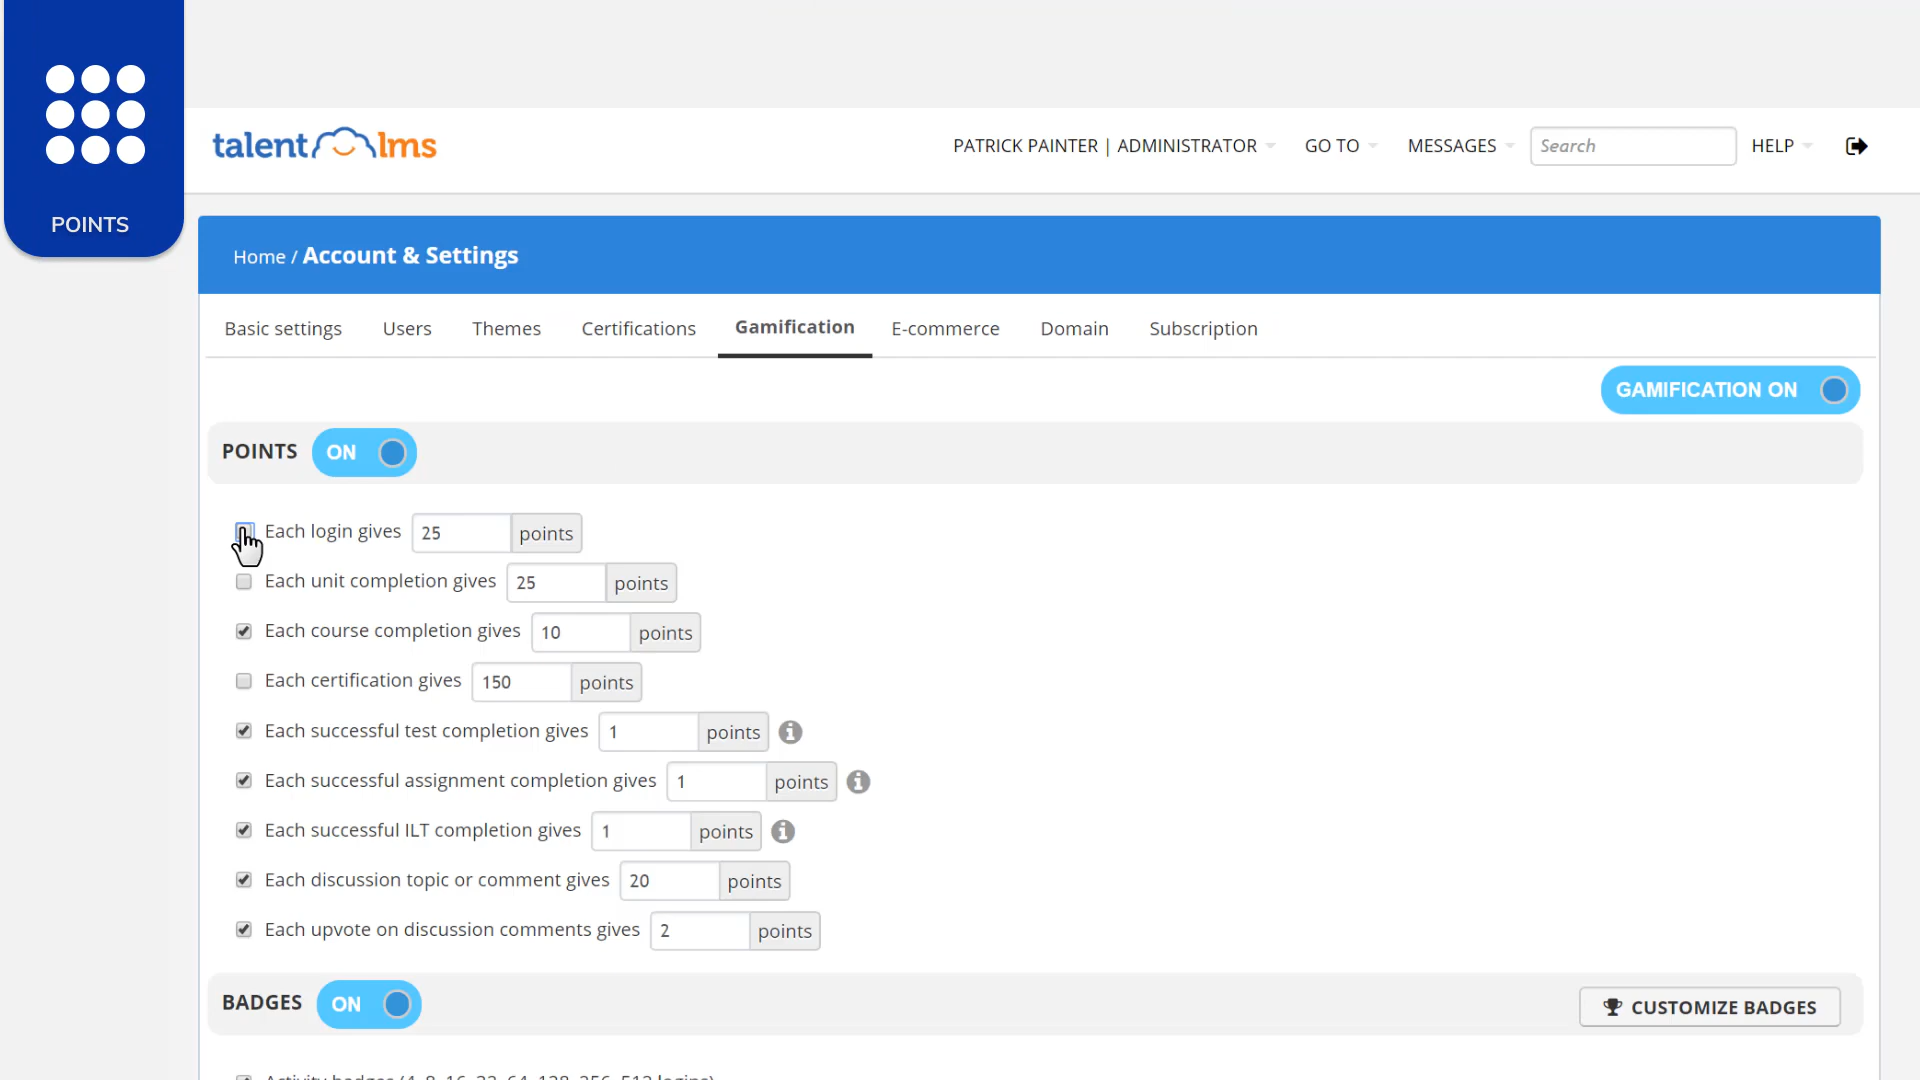 POINTS
talent lms
PATRICK PAINTER | ADMINISTRATOR GO TO MESSAGES Search HELP
Home / Account & Settings
Basic settings Users Themes Certifications Gamification E-commerce Domain Subscription
GAMIFICATION ON
POINTS ON
Each login gives 25 points
Each unit completion gives 25 points
Each course completion gives 10 points
Each certification gives 150 points
Each successful test completion gives 1 points
Each successful assignment completion gives 1 points
Each successful ILT completion gives 1 points
Each discussion topic or comment gives 20 points
Each upvote on discussion comments gives 2 points
BADGES ON CUSTOMIZE BADGES
Activity badges (4, 8, 16, 32, 64, 128, 256, 512 logins)